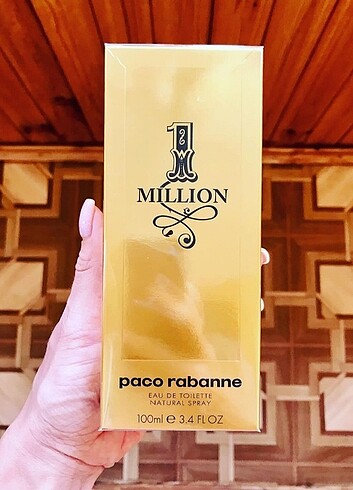 1
MILLION
paco rabanne
EAU DE TOILETTE
NATURAL SPRAY
100ml ℮ 3.4 FL OZ